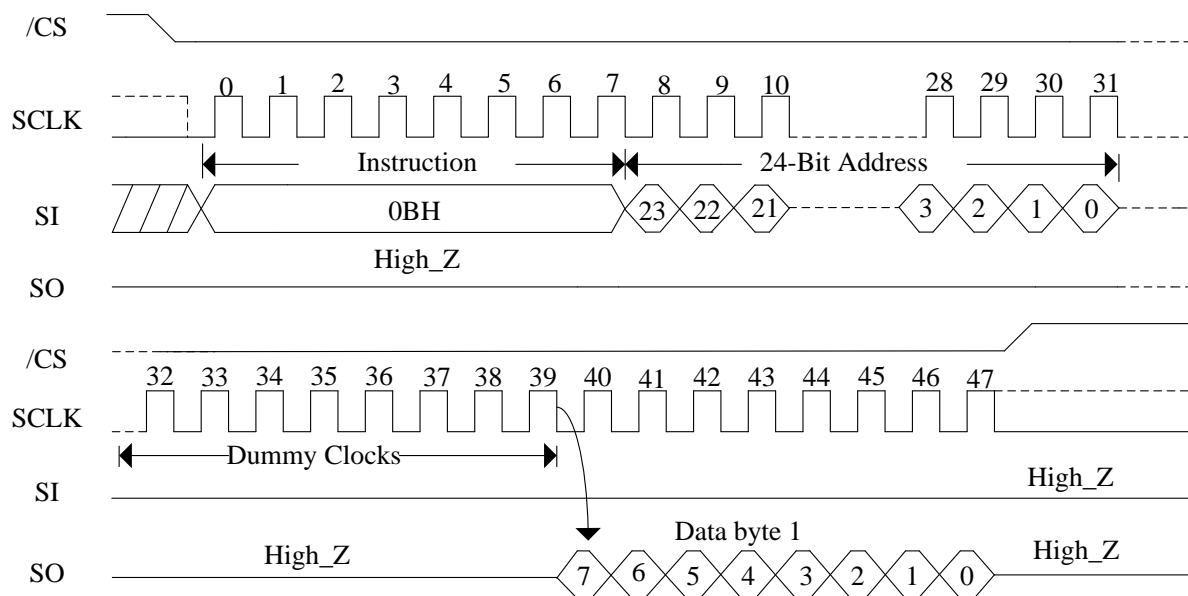 /CS
0 1 2 3 4 5 6 7 8 9 10 28 29 30 31
SCLK
Instruction 24-Bit Address
SI 0BH 23 22 21 3 2 1 0
High_Z
SO
/CS
32 33 34 35 36 37 38 39 40 41 42 43 44 45 46 47
SCLK
Dummy Clocks
SI High_Z
Data byte 1
High_Z High_Z
SO 7 6 5 4 3 2 1 0